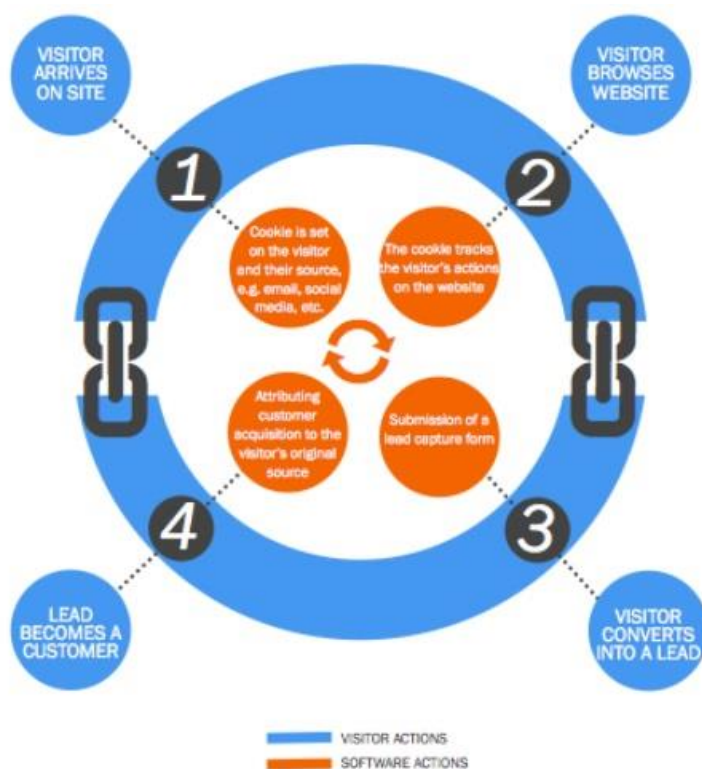 VISITOR
ARRIVES
ON SITE
VISITOR
BROWSES
WEBSITE
1
2
Cookie is set
on the visitor
and their source,
e.g. email, social
media, etc.
The cookie tracks
the visitor's actions
on the website
Attributing
customer
acquisition to the
visitor's original
source
Submission of a
lead capture form
4
3
LEAD
BECOMES A
CUSTOMER
VISITOR
CONVERTS
INTO A LEAD
VISITOR ACTIONS
SOFTWARE ACTIONS